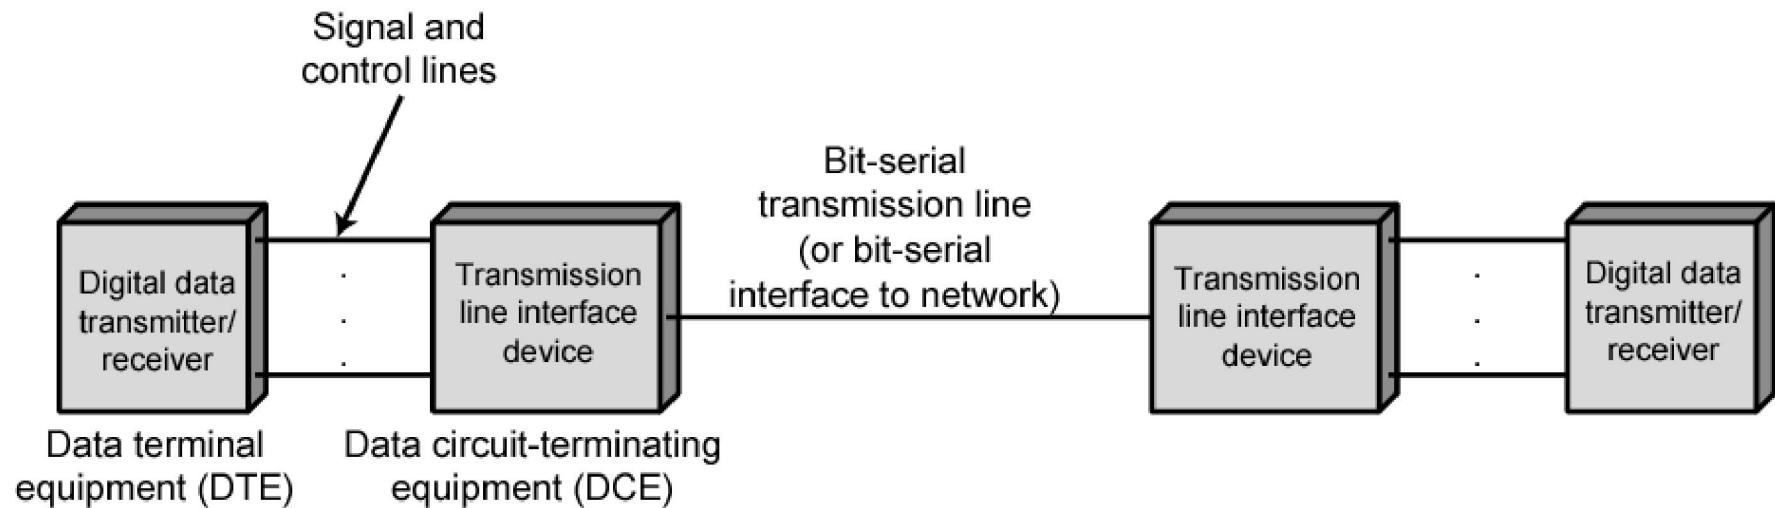 Signal and
control lines
Bit-serial
transmission line
(or bit-serial
interface to network)
Digital data
transmitter/
receiver
Transmission
line interface
device
Transmission
line interface
device
Digital data
transmitter/
receiver
Data terminal
equipment (DTE)
Data circuit-terminating
equipment (DCE)